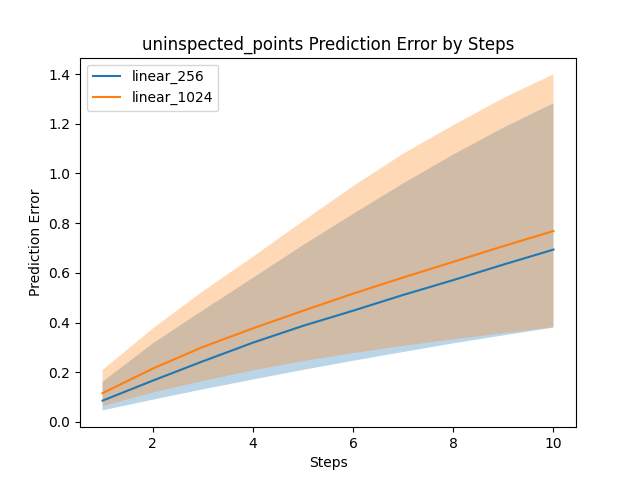 uninspected_points Prediction Error by Steps
linear_256
linear_1024
Prediction Error
1.4
1.2
1.0
0.8
0.6
0.4
0.2
0.0
2 4 6 8 10
Steps